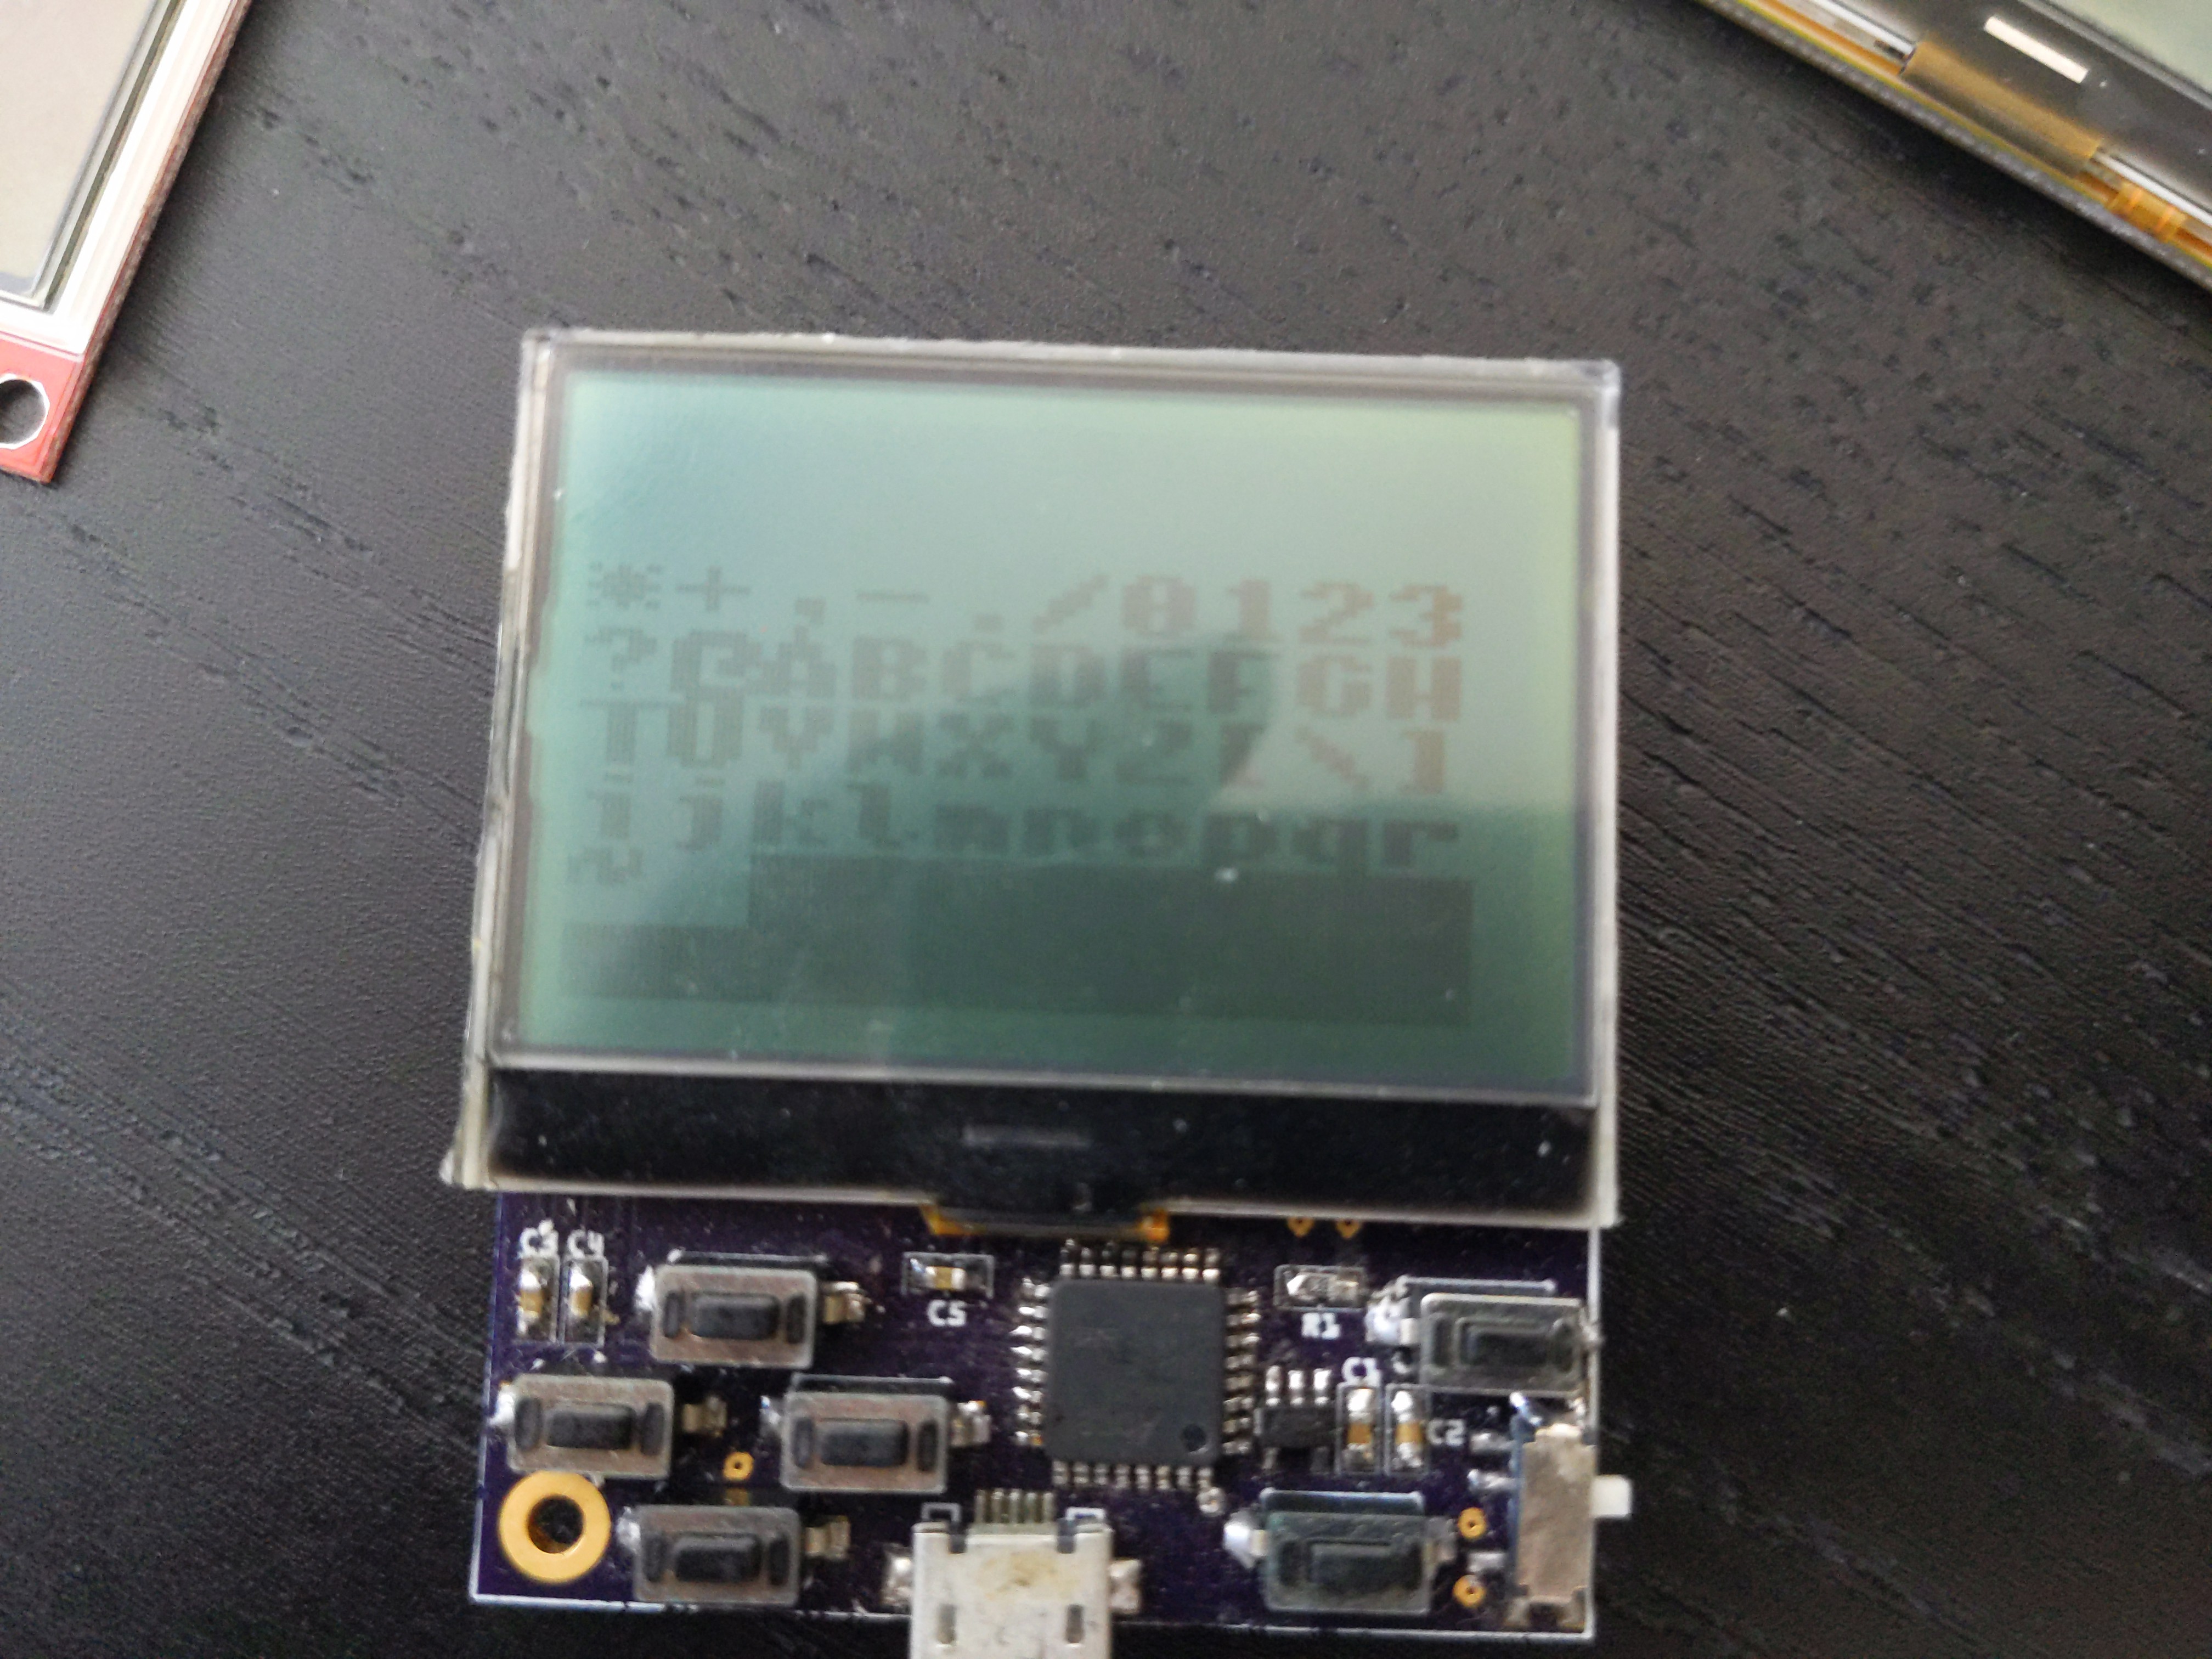 *+,-./0123
?@ABCDEFGH
TUVWXYZ[\]
ijklmnopqr
~
C3 C4
C5
R1
C1
C2